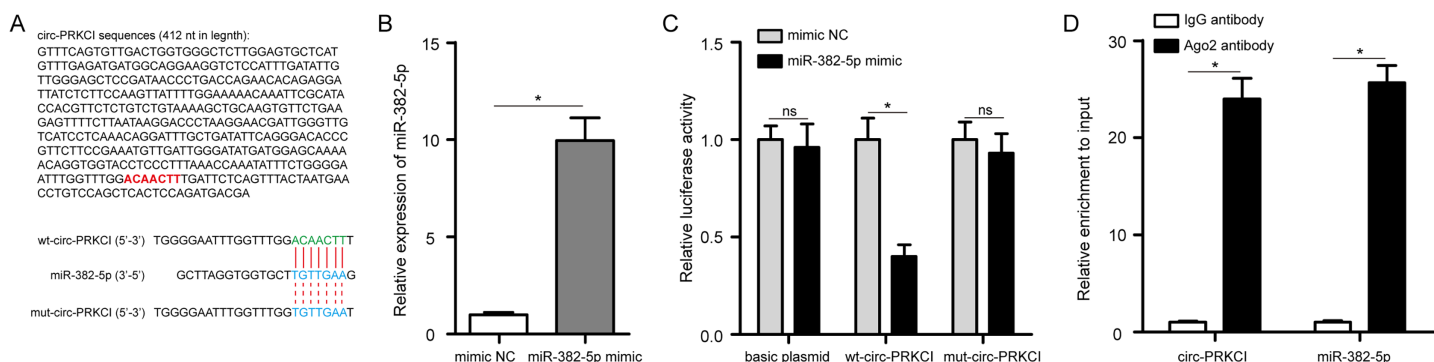 A
circ-PRKCI sequences (412 nt in legnth):
GTTTCAGTGTTGACTGGTGGGCTCTTGGAGTGCTCAT
GTTTGAGATGATGGCAGGAAGGTCTCCATTTGATATTG
TTGGGAGCTCCGATAACCCTGACCAGAACACAGAGGA
TTATCTCTTCCAAGTTATTTTGGAAAAACAAATTCGCATA
CCACGTTCTCTGTCTGTAAAAGCTGCAAGTGTTCTGAA
GAGTTTTCTTAATAAGGACCCTAAGGAACGATTGGGTTG
TCATCCTCAAACAGGATTTGCTGATATTCAGGGACACCC
GTTCTTCCGAAATGTTGATTGGGATATGATGGAGCAAAA
ACAGGTGGTACCTCCCTTTAAACCAAATATTTCTGGGGA
ATTTGGTTTGGACAACTTTGATTCTCAGTTTACTAATGAA
CCTGTCCAGCTCACTCCAGATGACGA
wt-circ-PRKCI (5'-3') TGGGGAATTTGGTTTGGACAACTTT
miR-382-5p (3'-5') GCTTAGGTGGTGCTTGTTGAAG
mut-circ-PRKCI (5'-3') TGGGGAATTTGGTTTGGTGTTGAAT
B
Relative expression of miR-382-5p
15
10
5
0
*
mimic NC
miR-382-5p mimic
C
Relative luciferase activity
1.5
1.0
0.5
0.0
mimic NC
miR-382-5p mimic
ns
*
ns
basic plasmid
wt-circ-PRKCI
mut-circ-PRKCI
D
Relative enrichment to input
30
20
10
0
IgG antibody
Ago2 antibody
*
*
circ-PRKCI
miR-382-5p